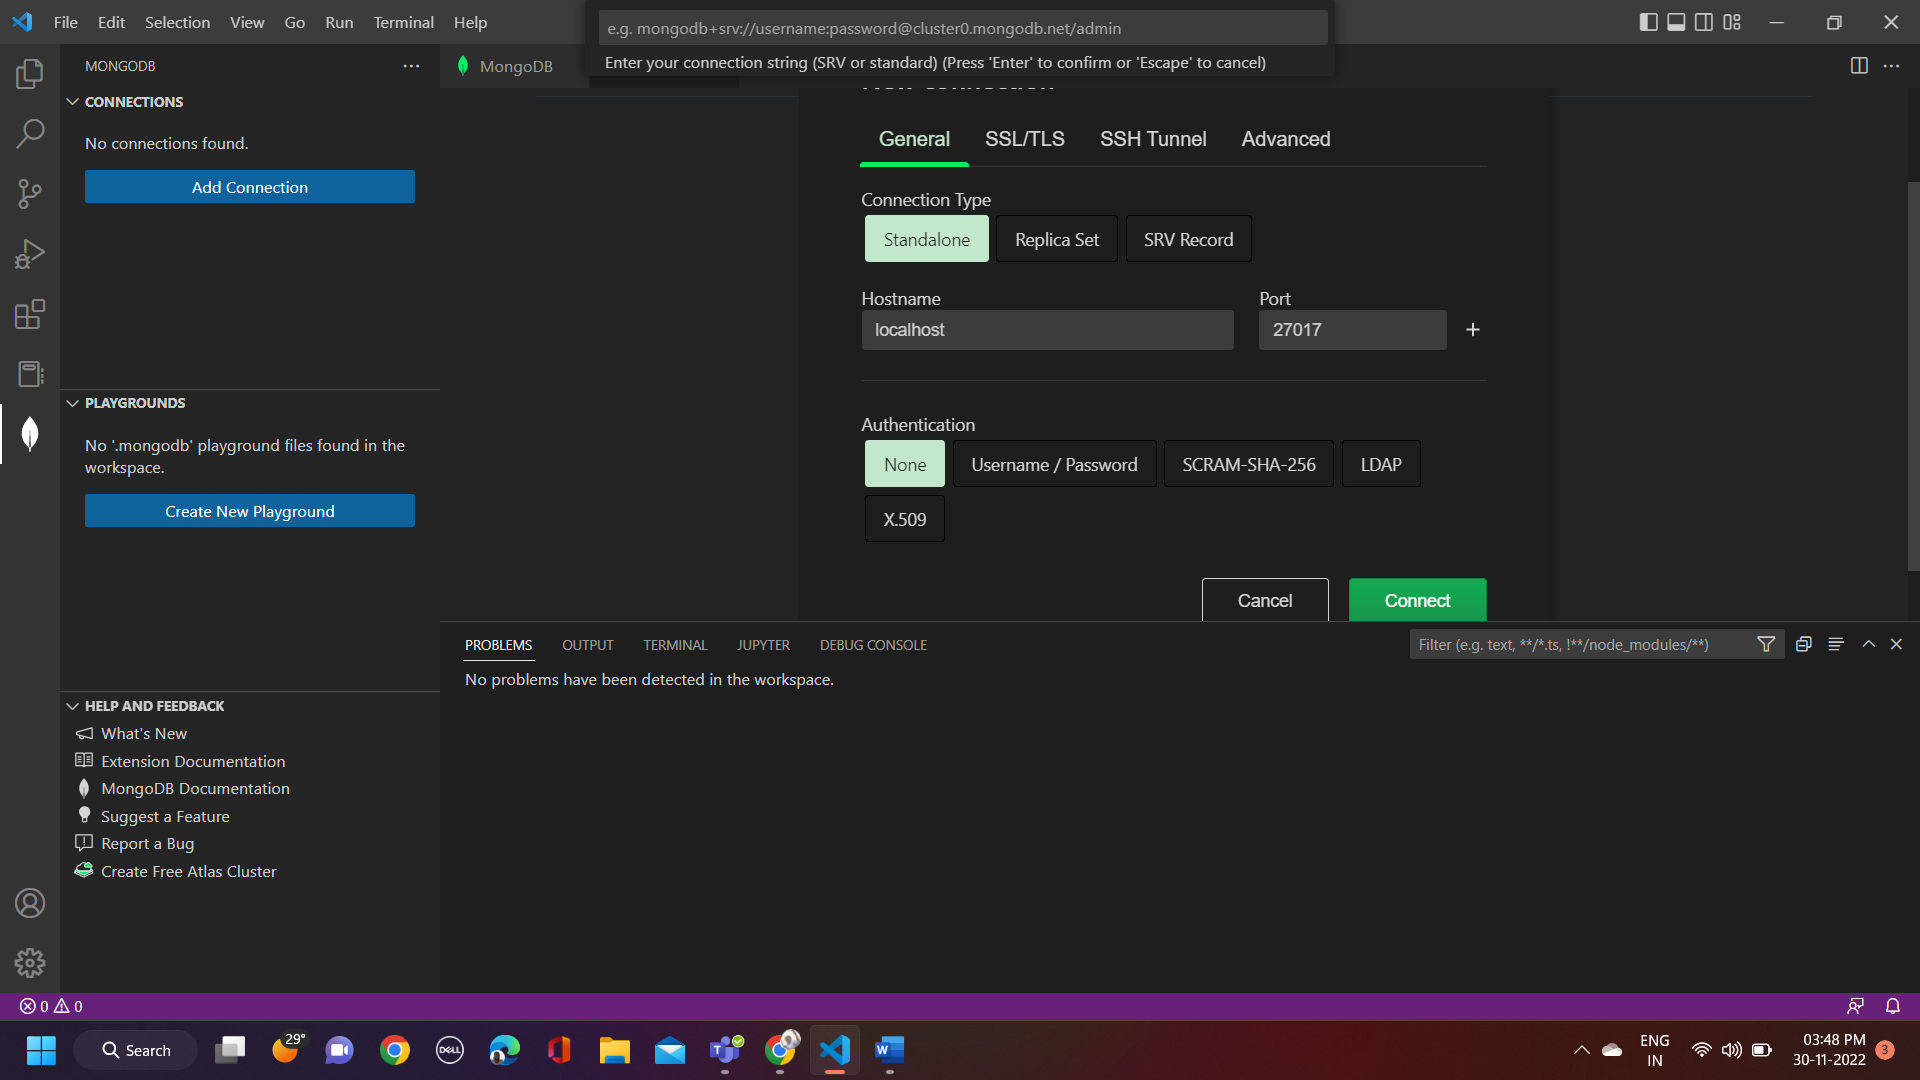 File Edit Selection View Go Run Terminal Help
e.g. mongodb+srv://username:password@cluster0.mongodb.net/admin
Enter your connection string (SRV or standard) (Press 'Enter' to confirm or 'Escape' to cancel)
MONGODB
MongoDB
CONNECTIONS
No connections found.
Add Connection
PLAYGROUNDS
No '.mongodb' playground files found in the
workspace.
Create New Playground
HELP AND FEEDBACK
What's New
Extension Documentation
MongoDB Documentation
Suggest a Feature
Report a Bug
Create Free Atlas Cluster
New Connection
General SSL/TLS SSH Tunnel Advanced
Connection Type
Standalone Replica Set SRV Record
Hostname Port
localhost 27017 +
Authentication
None Username / Password SCRAM-SHA-256 LDAP
X.509
Cancel Connect
PROBLEMS OUTPUT TERMINAL JUPYTER DEBUG CONSOLE
Filter (e.g. text, **/*.ts, !**/node_modules/**)
No problems have been detected in the workspace.
0 0
29°
Search
DELL
W
ENG
IN
03:48 PM
30-11-2022
3